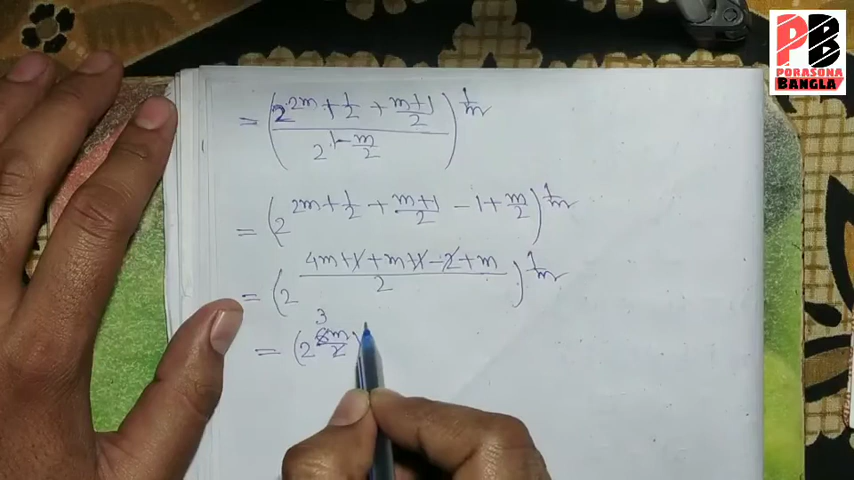 PB
PORASONA
BANGLA
= (2^{2m + 1/2 + (m+1)/2} / 2^{1 - m/2})^{1/m}
= (2^{2m + 1/2 + (m+1)/2 - 1 + m/2})^{1/m}
= (2^{(4m + 1 + m + 1 - 2 + m)/2})^{1/m}
3
= (2^{6m/2})